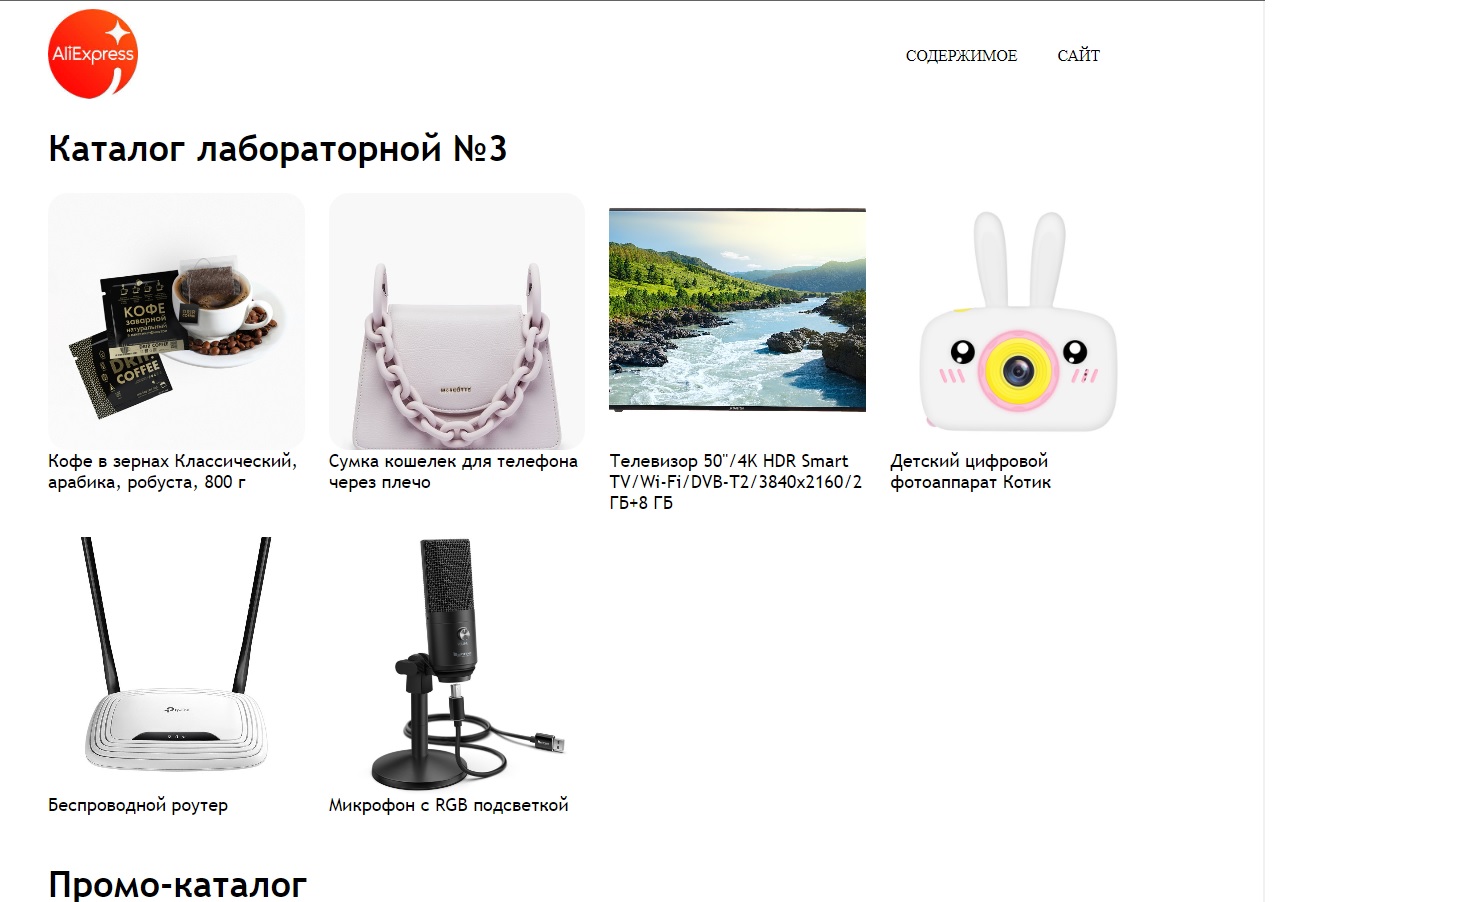 AliExpress
СОДЕРЖИМОЕ САЙТ
Каталог лабораторной №3
КОФЕ
заварной
натуральный
DRIP COFFEE
COFFEE
Кофе в зернах Классический,
арабика, робуста, 800 г
Сумка кошелек для телефона
через плечо
Телевизор 50"/4K HDR Smart
TV/Wi-Fi/DVB-T2/3840x2160/2
ГБ+8 ГБ
Детский цифровой
фотоаппарат Котик
Беспроводной роутер
Микрофон с RGB подсветкой
Промо-каталог